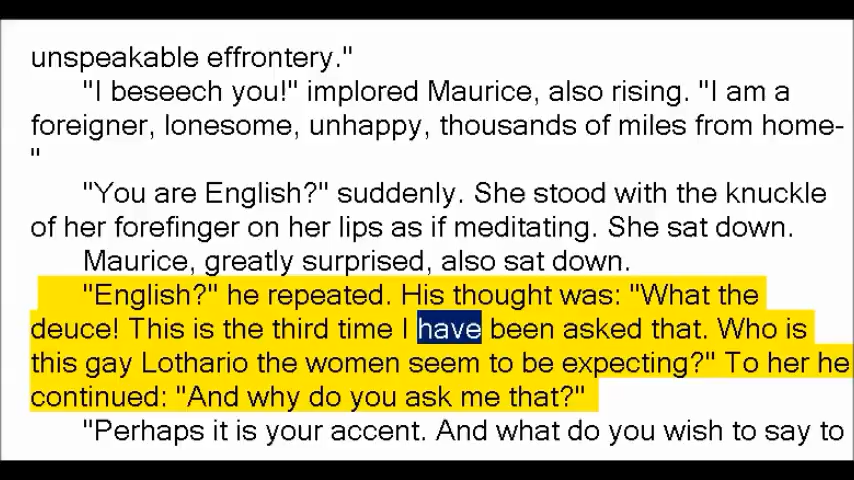 unspeakable effrontery."
"I beseech you!" implored Maurice, also rising. "I am a
foreigner, lonesome, unhappy, thousands of miles from home-
"
"You are English?" suddenly. She stood with the knuckle
of her forefinger on her lips as if meditating. She sat down.
Maurice, greatly surprised, also sat down.
"English?" he repeated. His thought was: "What the
deuce! This is the third time I have been asked that. Who is
this gay Lothario the women seem to be expecting?" To her he
continued: "And why do you ask me that?"
"Perhaps it is your accent. And what do you wish to say to